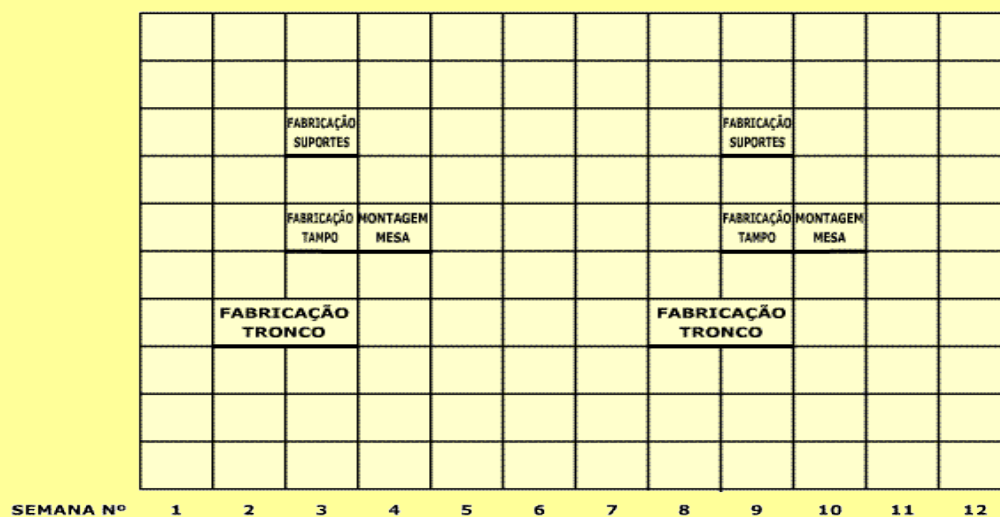 FABRICAÇÃO
SUPORTES
FABRICAÇÃO
SUPORTES
FABRICAÇÃO
TAMPO
MONTAGEM
MESA
FABRICAÇÃO
TAMPO
MONTAGEM
MESA
FABRICAÇÃO
TRONCO
FABRICAÇÃO
TRONCO
SEMANA Nº 1 2 3 4 5 6 7 8 9 10 11 12